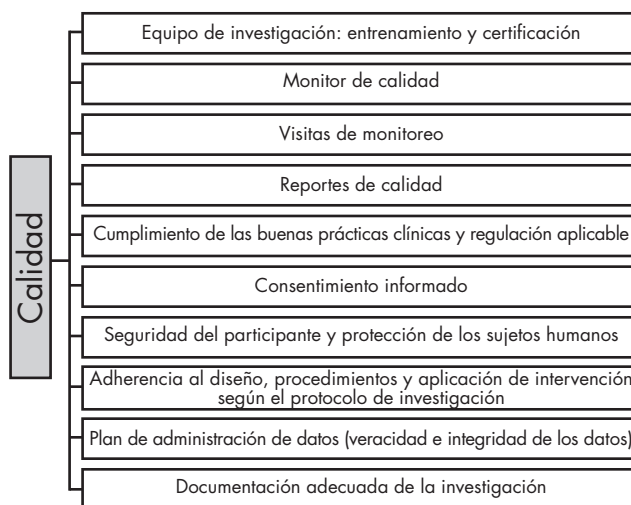 Calidad
Equipo de investigación: entrenamiento y certificación
Monitor de calidad
Visitas de monitoreo
Reportes de calidad
Cumplimiento de las buenas prácticas clínicas y regulación aplicable
Consentimiento informado
Seguridad del participante y protección de los sujetos humanos
Adherencia al diseño, procedimientos y aplicación de intervención
según el protocolo de investigación
Plan de administración de datos (veracidad e integridad de los datos)
Documentación adecuada de la investigación